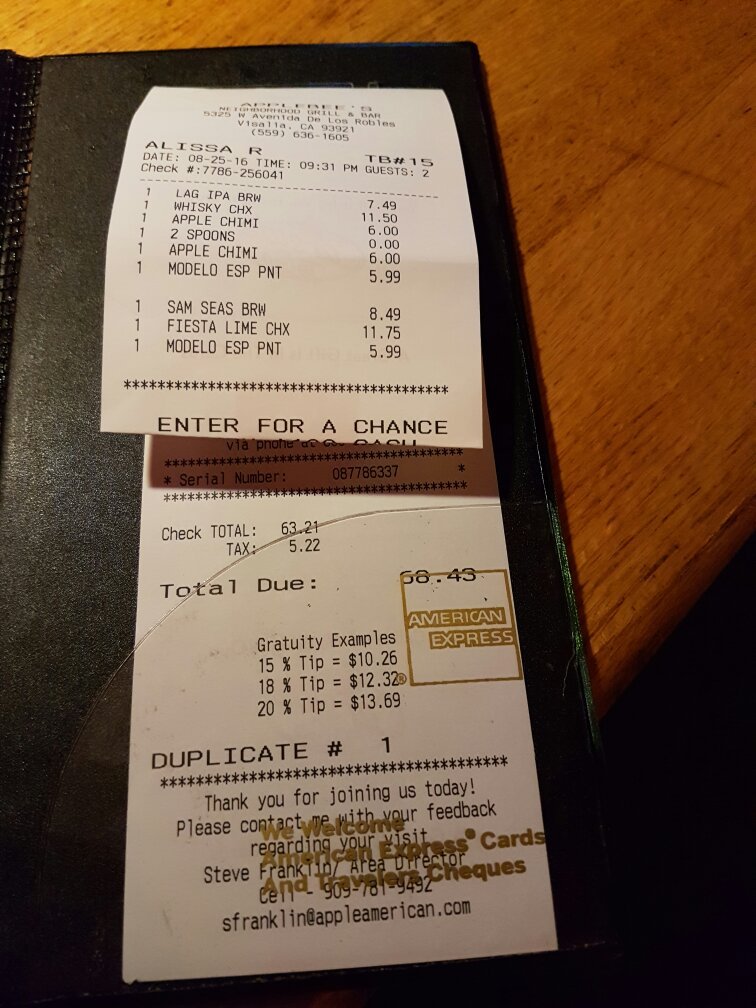 APPLEBEE'S
NEIGHBORHOOD GRILL & BAR
5325 W Avenida De Los Robles
Visalia, CA 93921
(559) 636-1605
ALISSA R TB#15
DATE: 08-25-16 TIME: 09:31 PM GUESTS: 2
Check #:7786-256041
1 LAG IPA BRW 7.49
1 WHISKY CHX 11.50
1 APPLE CHIMI 6.00
1 2 SPOONS 0.00
1 APPLE CHIMI 6.00
1 MODELO ESP PNT 5.99
1 SAM SEAS BRW 8.49
1 FIESTA LIME CHX 11.75
1 MODELO ESP PNT 5.99
****************************************
ENTER FOR A CHANCE
via phone
CASH
****************************************
* Serial Number: 087786337 *
****************************************
Check TOTAL: 63.21
TAX: 5.22
Total Due: 68.43
AMERICAN
EXPRESS®
Gratuity Examples
15 % Tip = $10.26
18 % Tip = $12.32
20 % Tip = $13.69
DUPLICATE # 1
****************************************
Thank you for joining us today!
Please contact me with your feedback
regarding your visit
Steve Franklin/ Area Director
Cell - 909-781-9492
sfranklin@appleamerican.com
We Welcome
American Express® Cards
And Travelers Cheques